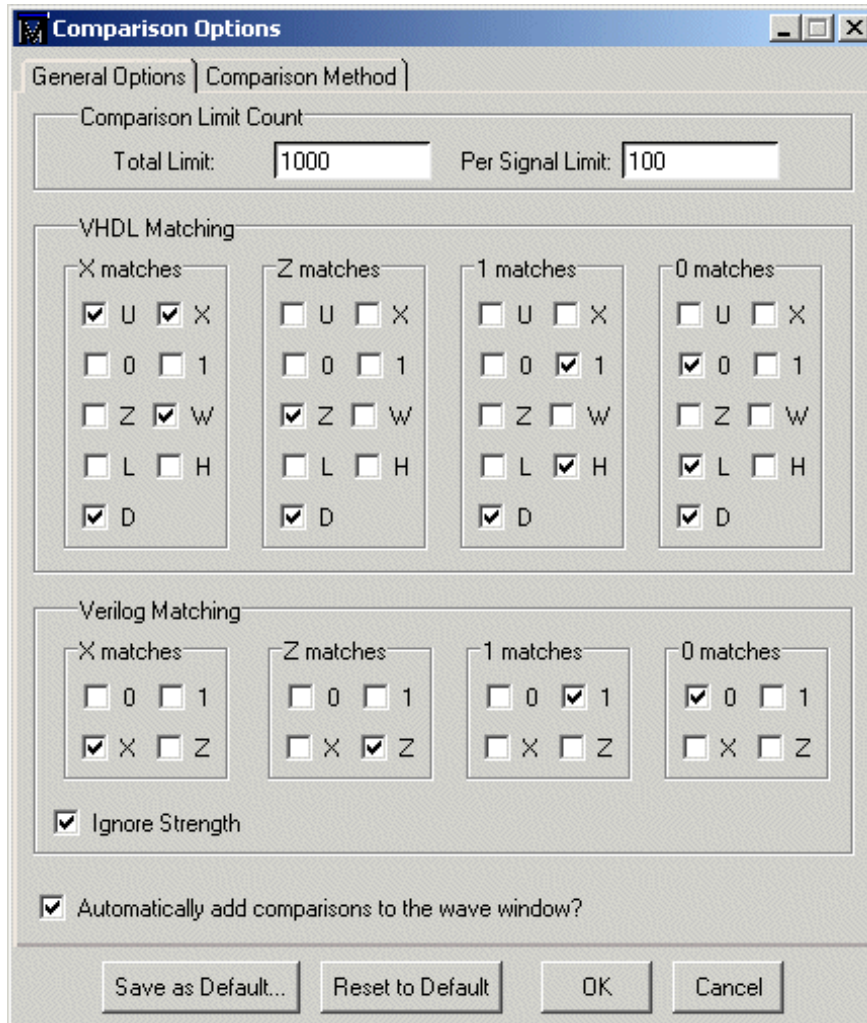 Comparison Options
General Options Comparison Method
Comparison Limit Count
Total Limit: 1000 Per Signal Limit: 100
VHDL Matching
X matches Z matches 1 matches 0 matches
U X U X U X U X
0 1 0 1 0 1 0 1
Z W Z W Z W Z W
L H L H L H L H
D D D D
Verilog Matching
X matches Z matches 1 matches 0 matches
0 1 0 1 0 1 0 1
X Z X Z X Z X Z
Ignore Strength
Automatically add comparisons to the wave window?
Save as Default... Reset to Default OK Cancel